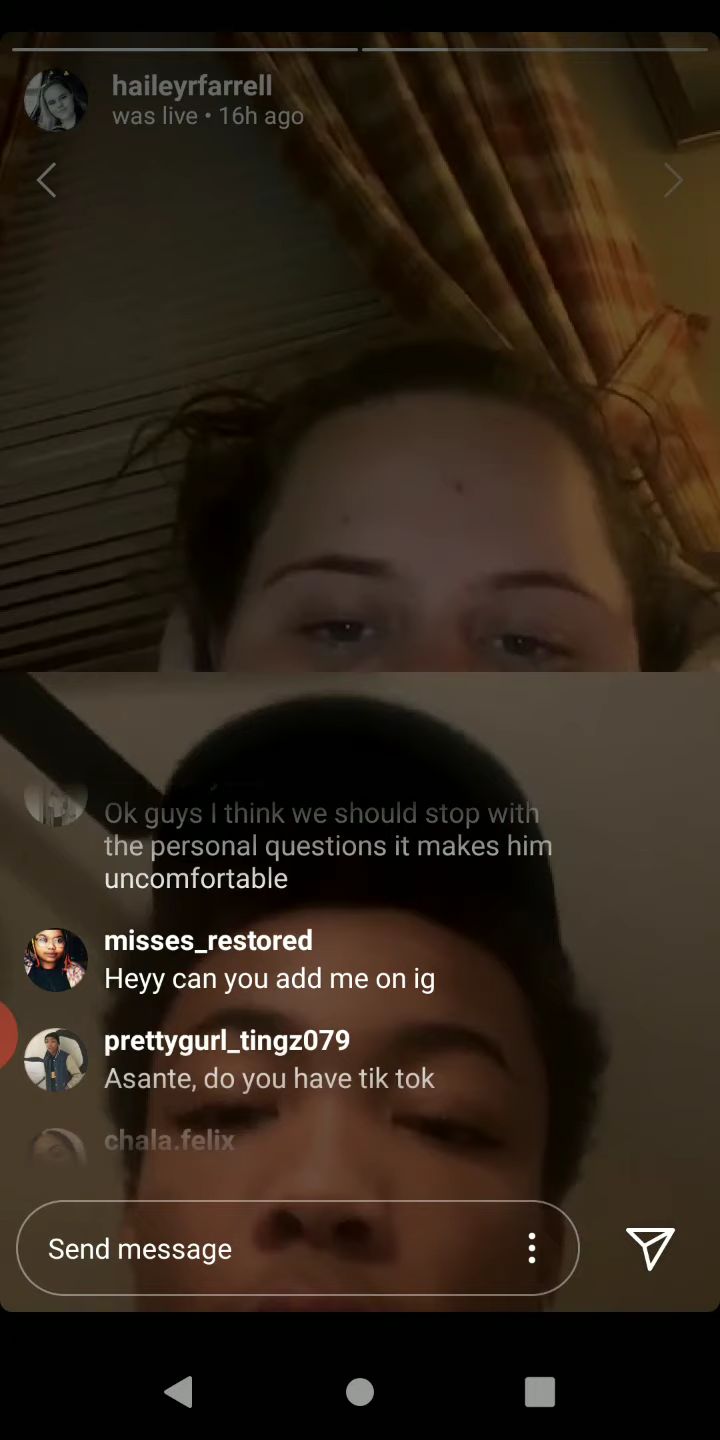 haileyrfarrell
was live • 16h ago
Ok guys I think we should stop with
the personal questions it makes him
uncomfortable
misses_restored
Heyy can you add me on ig
prettygurl_tingz079
Asante, do you have tik tok
chala.felix
Send message